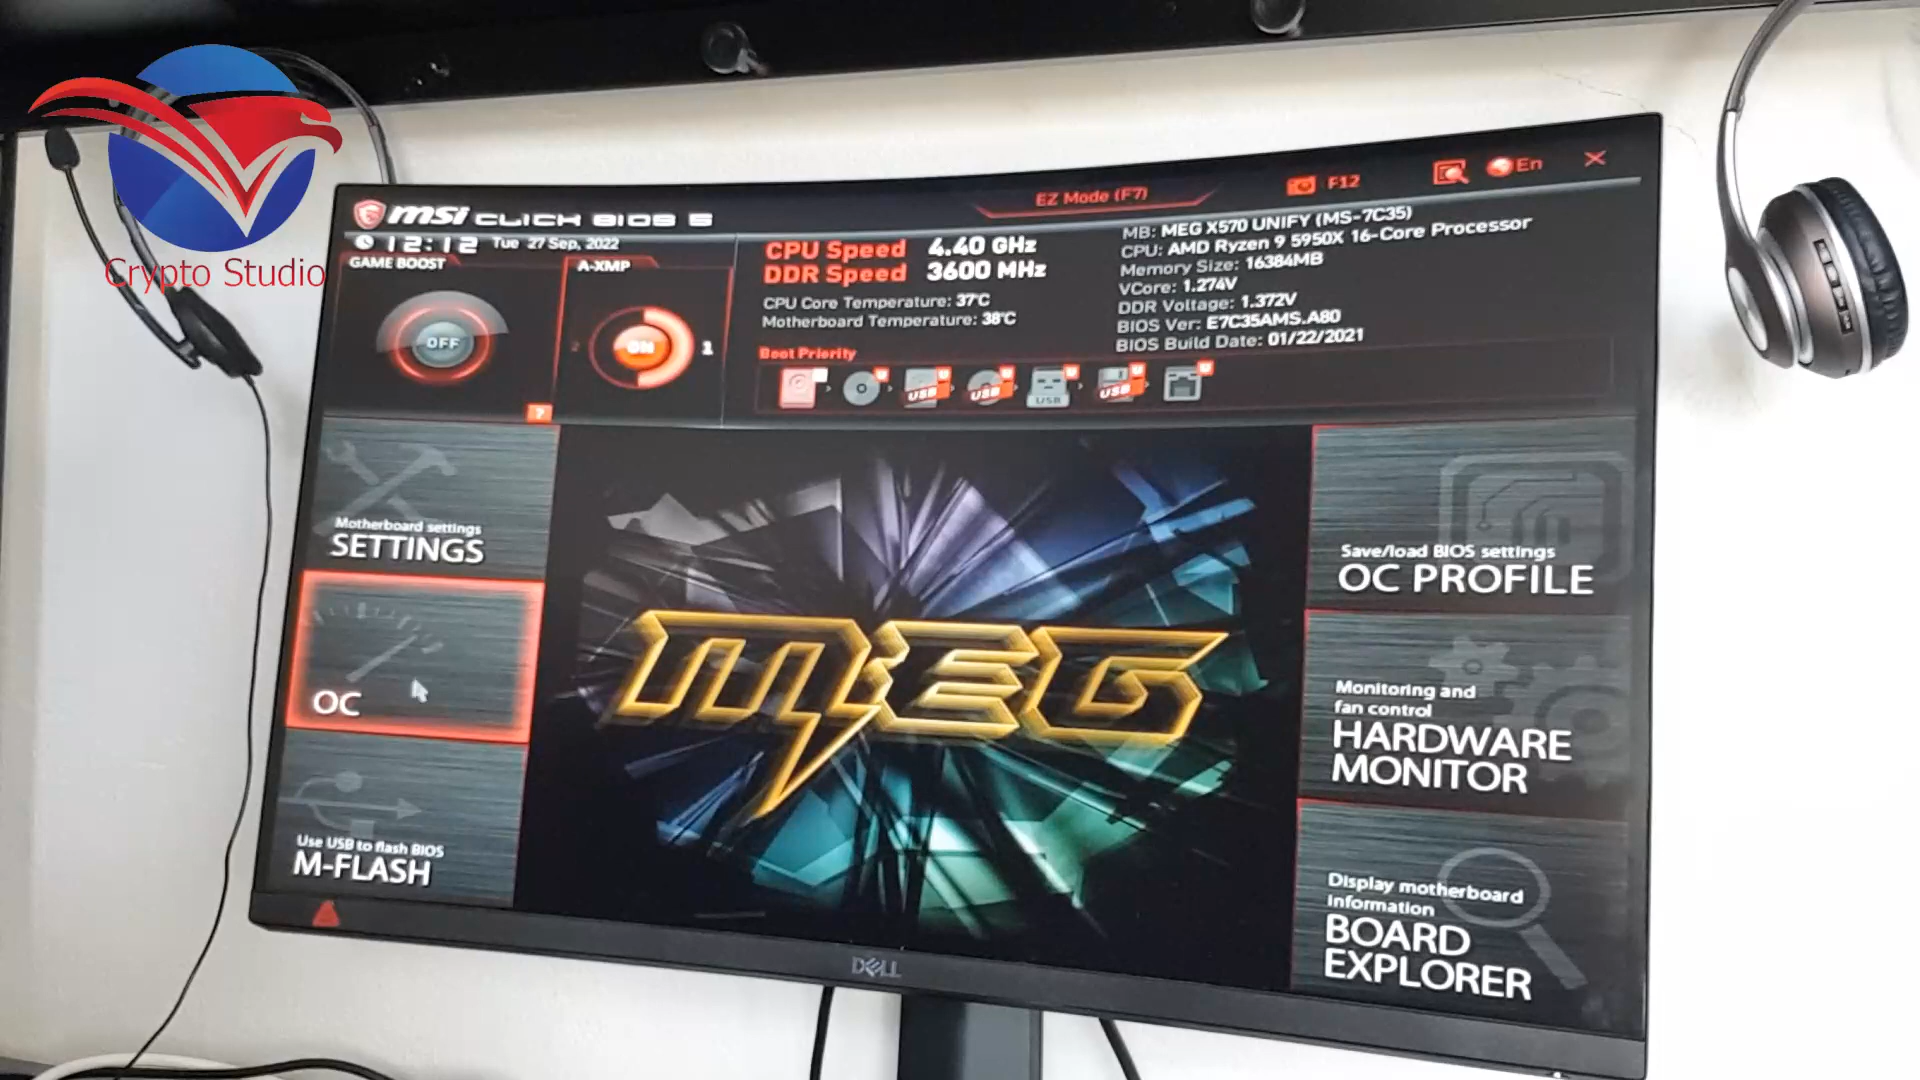 Crypto Studio
msi CLICK BIOS 5
EZ Mode (F7)
F12
En
X
12:12 Tue 27 Sep, 2022
GAME BOOST
OFF
A-XMP
2
ON
1
?
CPU Speed 4.40 GHz
DDR Speed 3600 MHz
CPU Core Temperature: 37°C
Motherboard Temperature: 38°C
MB: MEG X570 UNIFY (MS-7C35)
CPU: AMD Ryzen 9 5950X 16-Core Processor
Memory Size: 16384MB
VCore: 1.274V
DDR Voltage: 1.372V
BIOS Ver: E7C35AMS.A80
BIOS Build Date: 01/22/2021
Boot Priority
U U U U U U
USB USB USB USB
Motherboard settings
SETTINGS
OC
Use USB to flash BIOS
M-FLASH
MEG
Save/load BIOS settings
OC PROFILE
Monitoring and
fan control
HARDWARE
MONITOR
Display motherboard
information
BOARD
EXPLORER
DELL